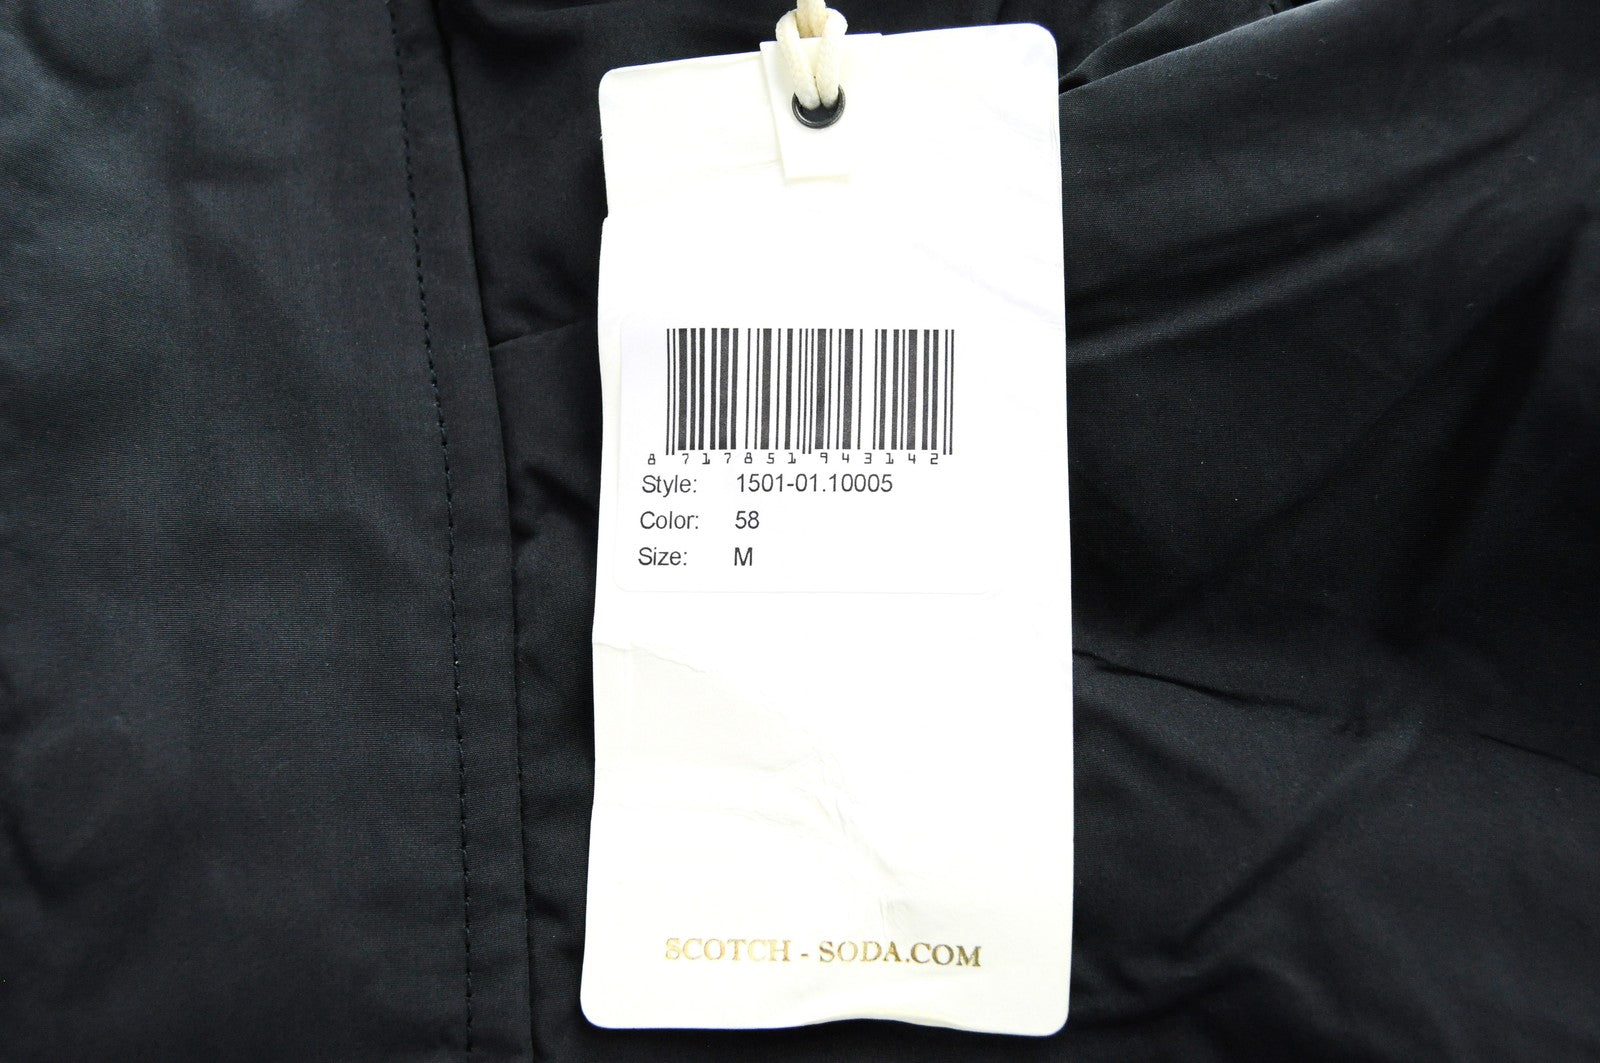 8 717851 943142
Style: 1501-01.10005
Color: 58
Size: M
SCOTCH - SODA.COM